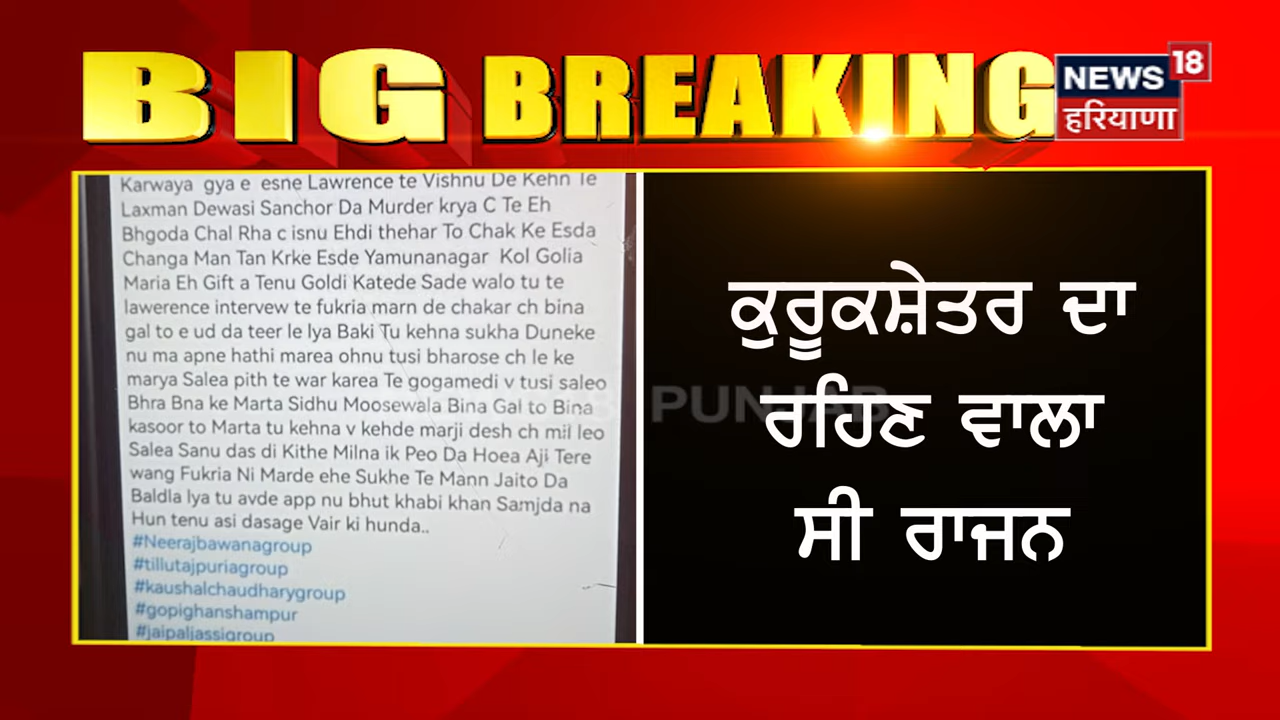 BIG BREAKING
NEWS 18
हरियाणा
Karwaya gya e esne Lawrence te Vishnu De Kehn Te
Laxman Dewasi Sanchor Da Murder krya C Te Eh
Bhgoda Chal Rha c isnu Ehdi thehar To Chak Ke Esda
Changa Man Tan Krke Esde Yamunanagar Kol Golia
Maria Eh Gift a Tenu Goldi Katede Sade walo tu te
lawerence intervew te fukria marn de chakar ch bina
gal to e ud da teer le lya Baki Tu kehna sukha Duneke
nu ma apne hathi marea ohnu tusi bharose ch le ke
marya Salea pith te war karea Te gogamedi v tusi saleo
Bhra Bna ke Marta Sidhu Moosewala Bina Gal to Bina
kasoor to Marta tu kehna v kehde marji desh ch mil leo
Salea Sanu das di Kithe Milna ik Peo Da Hoea Aji Tere
wang Fukria Ni Marde ehe Sukhe Te Mann Jaito Da
Baldla lya tu avde app nu bhut khabi khan Samjda na
Hun tenu asi dasage Vair ki hunda..
#Neerajbawanagroup
#tillutajpuriagroup
#kaushalchaudharygroup
#gopighanshampur
#jaipaljassigroup
PUNJAB
ਕੁਰੂਕਸ਼ੇਤਰ ਦਾ
ਰਹਿਣ ਵਾਲਾ
ਸੀ ਰਾਜਨ